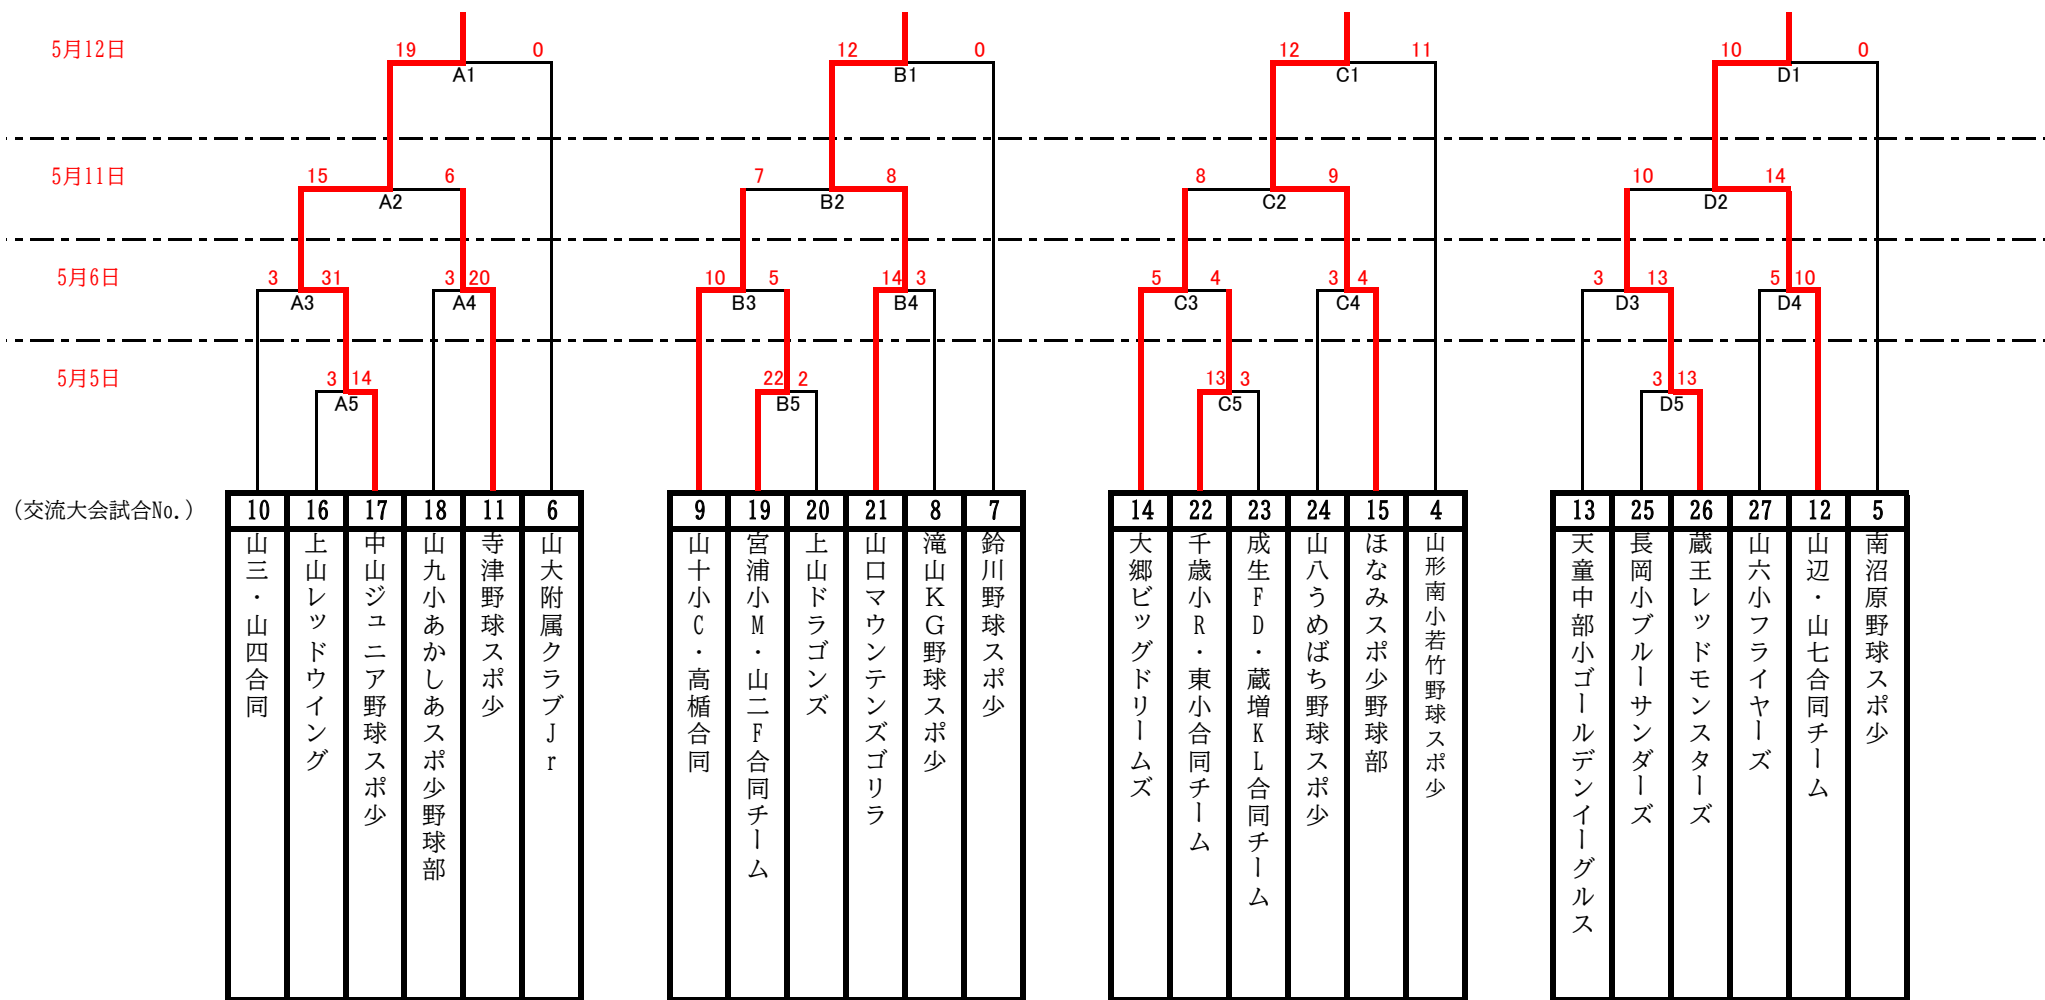 5月12日 19 0 12 0 12 11 10 0
A1 B1 C1 D1
5月11日 15 6 7 8 8 9 10 14
A2 B2 C2 D2
5月6日 3 31 3 20 10 5 14 3 5 4 3 4 3 13 5 10
A3 A4 B3 B4 C3 C4 D3 D4
5月5日 3 14 22 2 13 3 3 13
A5 B5 C5 D5
(交流大会試合No.) 10 16 17 18 11 6 9 19 20 21 8 7 14 22 23 24 15 4 13 25 26 27 12 5
山三・山四合同
上山レッドウイング
中山ジュニア野球スポ少
山九小あかしあスポ少野球部
寺津野球スポ少
山大附属クラブJr
山十小C・高楯合同
宮浦小M・山二F合同チーム
上山ドラゴンズ
山口マウンテンズゴリラ
滝山KG野球スポ少
鈴川野球スポ少
大郷ビッグドリームズ
千歳小R・東小合同チーム
成生FD・蔵増KL合同チーム
山八うめばち野球スポ少
ほなみスポ少野球部
山形南小若竹野球スポ少
天童中部小ゴールデンイーグルス
長岡小ブルーサンダーズ
蔵王レッドモンスターズ
山六小フライヤーズ
山辺・山七合同チーム
南沼原野球スポ少